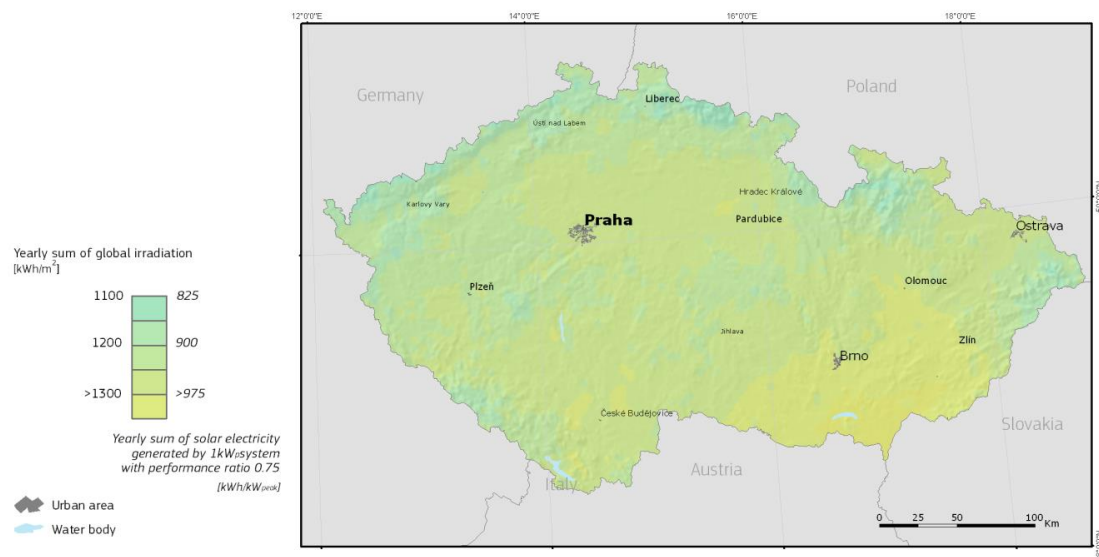 12°0'0"E
14°0'0"E
16°0'0"E
18°0'0"E
Germany
Poland
Liberec
Ústí nad Labem
Karlovy Vary
Hradec Králové
Praha
Pardubice
Ostrava
Plzeň
Olomouc
Jihlava
Zlín
Brno
České Budějovice
Slovakia
Austria
Italy
Yearly sum of global irradiation
[kWh/m²]
1100 825
1200 900
>1300 >975
Yearly sum of solar electricity
generated by 1kWp system
with performance ratio 0.75
[kWh/kWpeak]
Urban area
Water body
0 25 50 100
Km